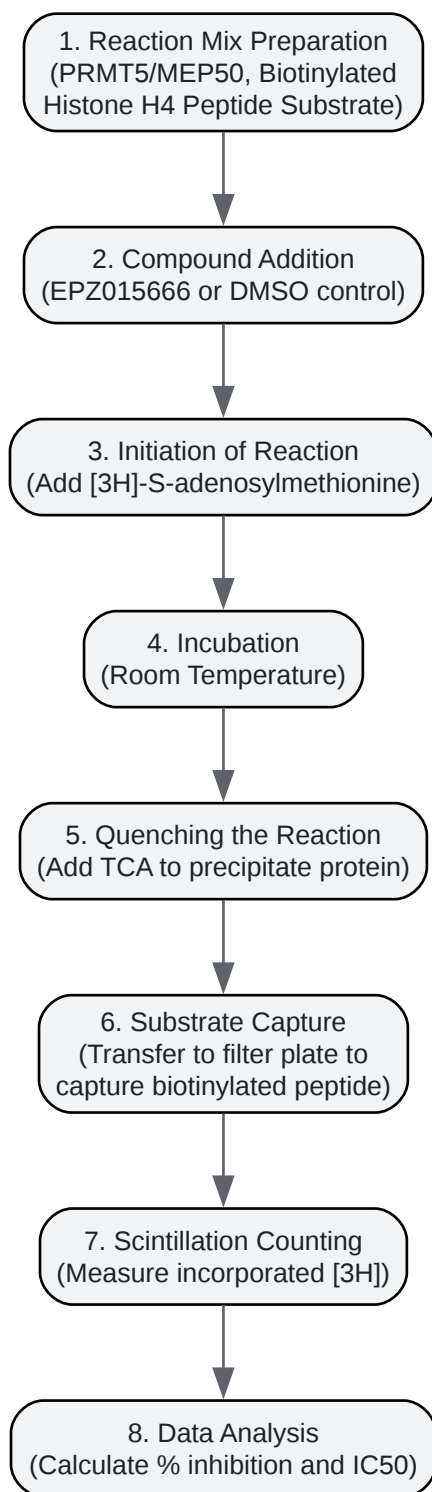 1. Reaction Mix Preparation
(PRMT5/MEP50, Biotinylated
Histone H4 Peptide Substrate)
2. Compound Addition
(EPZ015666 or DMSO control)
3. Initiation of Reaction
(Add [3H]-S-adenosylmethionine)
4. Incubation
(Room Temperature)
5. Quenching the Reaction
(Add TCA to precipitate protein)
6. Substrate Capture
(Transfer to filter plate to
capture biotinylated peptide)
7. Scintillation Counting
(Measure incorporated [3H])
8. Data Analysis
(Calculate % inhibition and IC50)